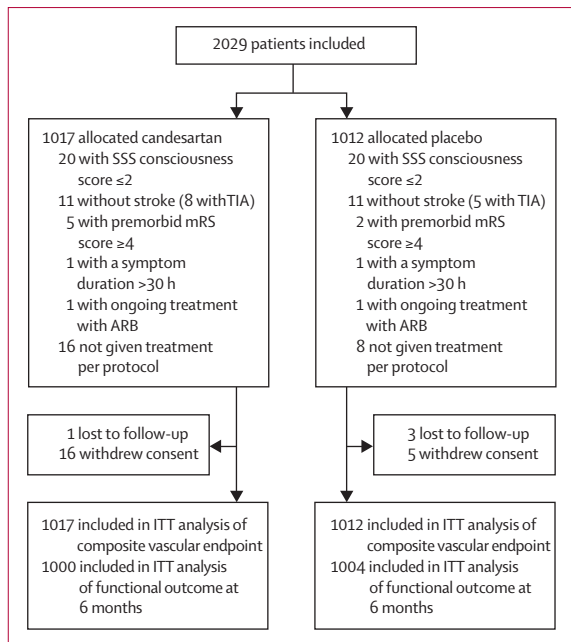 2029 patients included
1017 allocated candesartan
20 with SSS consciousness
score ≤2
11 without stroke (8 withTIA)
5 with premorbid mRS
score ≥4
1 with a symptom
duration >30 h
1 with ongoing treatment
with ARB
16 not given treatment
per protocol
1012 allocated placebo
20 with SSS consciousness
score ≤2
11 without stroke (5 with TIA)
2 with premorbid mRS
score ≥4
1 with a symptom
duration >30 h
1 with ongoing treatment
with ARB
8 not given treatment
per protocol
1 lost to follow-up
16 withdrew consent
3 lost to follow-up
5 withdrew consent
1017 included in ITT analysis of
composite vascular endpoint
1000 included in ITT analysis
of functional outcome at
6 months
1012 included in ITT analysis of
composite vascular endpoint
1004 included in ITT analysis
of functional outcome at
6 months